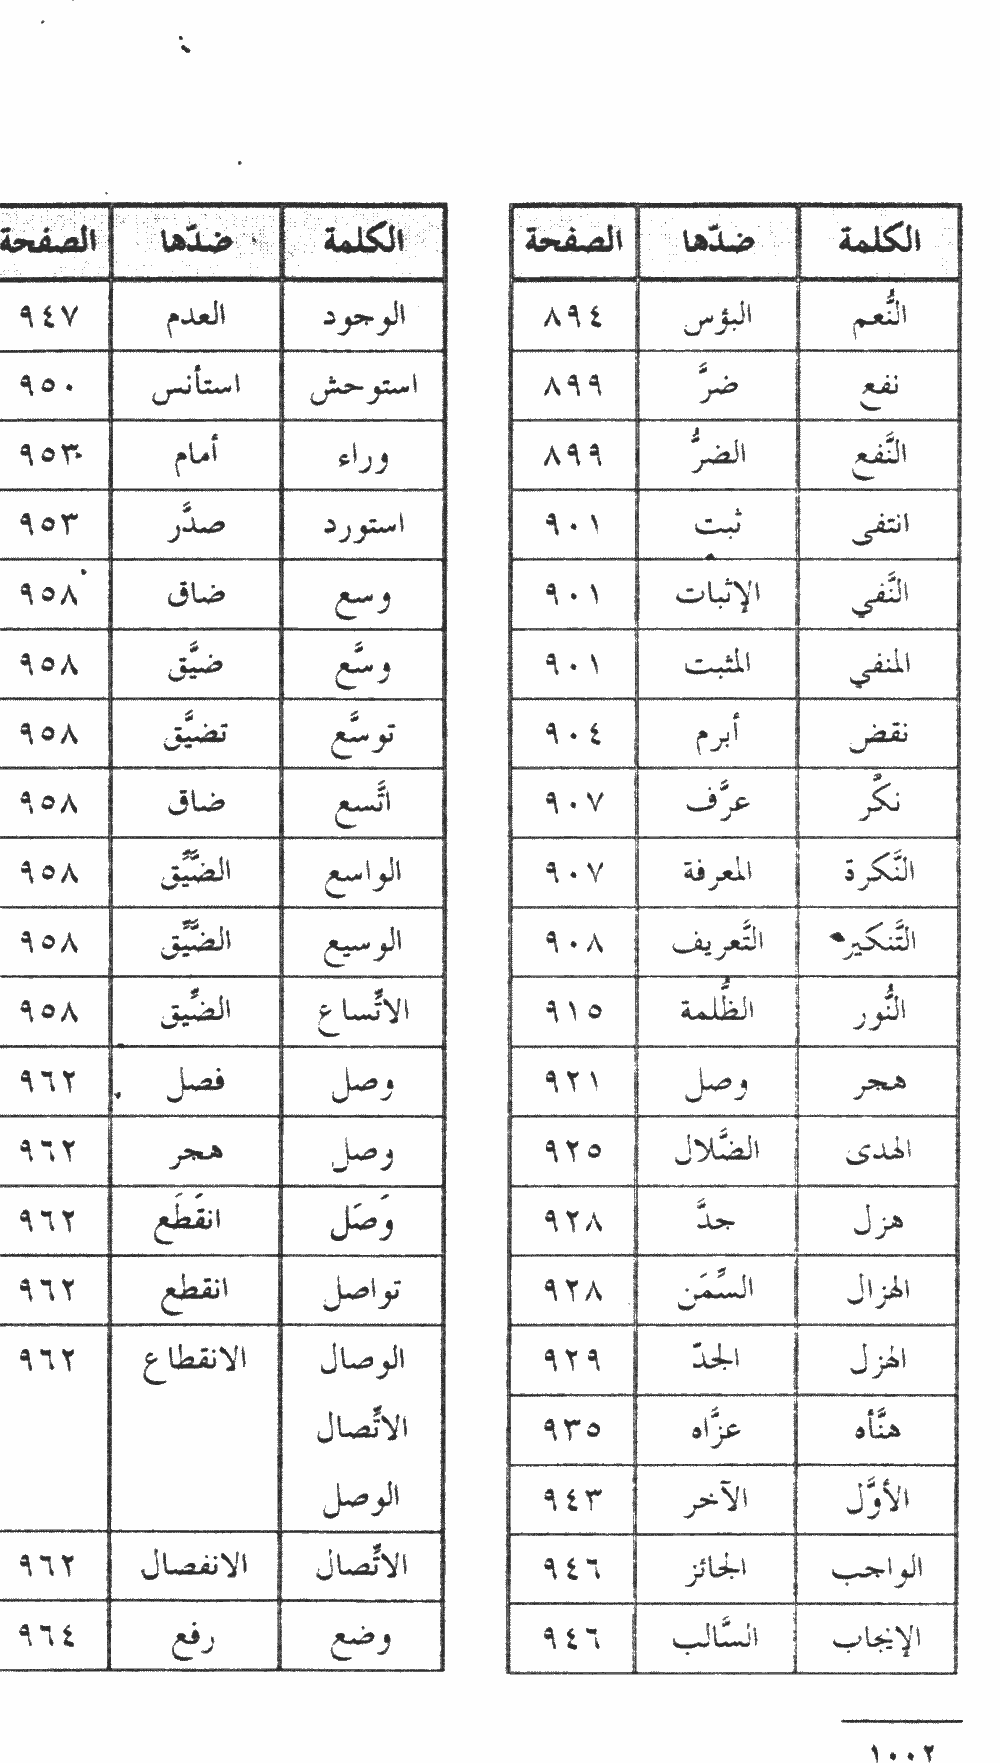 الكلمة ضدّها الصفحة
النُّعم البؤس ٨٩٤
نفع ضرَّ ٨٩٩
النَّفع الضرُّ ٨٩٩
انتفى ثبت ٩٠١
النَّفي الإثبات ٩٠١
المنفي المثبت ٩٠١
نقض أبرم ٩٠٤
نكَّر عرَّف ٩٠٧
النَّكرة المعرفة ٩٠٧
التَّنكير التَّعريف ٩٠٨
النُّور الظُّلمة ٩١٥
هجر وصل ٩٢١
الهدى الضَّلال ٩٢٥
هزل جدَّ ٩٢٨
الهزال السِّمَن ٩٢٨
الهزل الجدّ ٩٢٩
هنَّأه عزَّاه ٩٣٥
الأوَّل الآخر ٩٤٣
الواجب الجائز ٩٤٦
الإيجاب السَّالب ٩٤٦
الكلمة ضدّها الصفحة
الوجود العدم ٩٤٧
استوحش استأنس ٩٥٠
وراء أمام ٩٥٣
استورد صدَّر ٩٥٣
وسع ضاق ٩٥٨
وسَّع ضيَّق ٩٥٨
توسَّع تضيَّق ٩٥٨
اتَّسع ضاق ٩٥٨
الواسع الضَّيِّق ٩٥٨
الوسيع الضَّيِّق ٩٥٨
الاتِّساع الضِّيق ٩٥٨
وصل فصل ٩٦٢
وصل هجر ٩٦٢
وَصَل انقَطَع ٩٦٢
تواصل انقطع ٩٦٢
الوصال الانقطاع ٩٦٢
الاتِّصال
الوصل
الاتِّصال الانفصال ٩٦٢
وضع رفع ٩٦٤
١٠٠٢